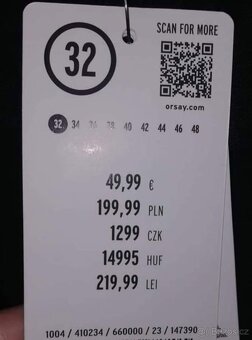 SCAN FOR MORE
32
orsay.com
32 34 36 38 40 42 44 46 48
49,99 €
199,99 PLN
1299 CZK
14995 HUF
219,99 LEI
1004 / 410234 / 660000 / 23 / 147390